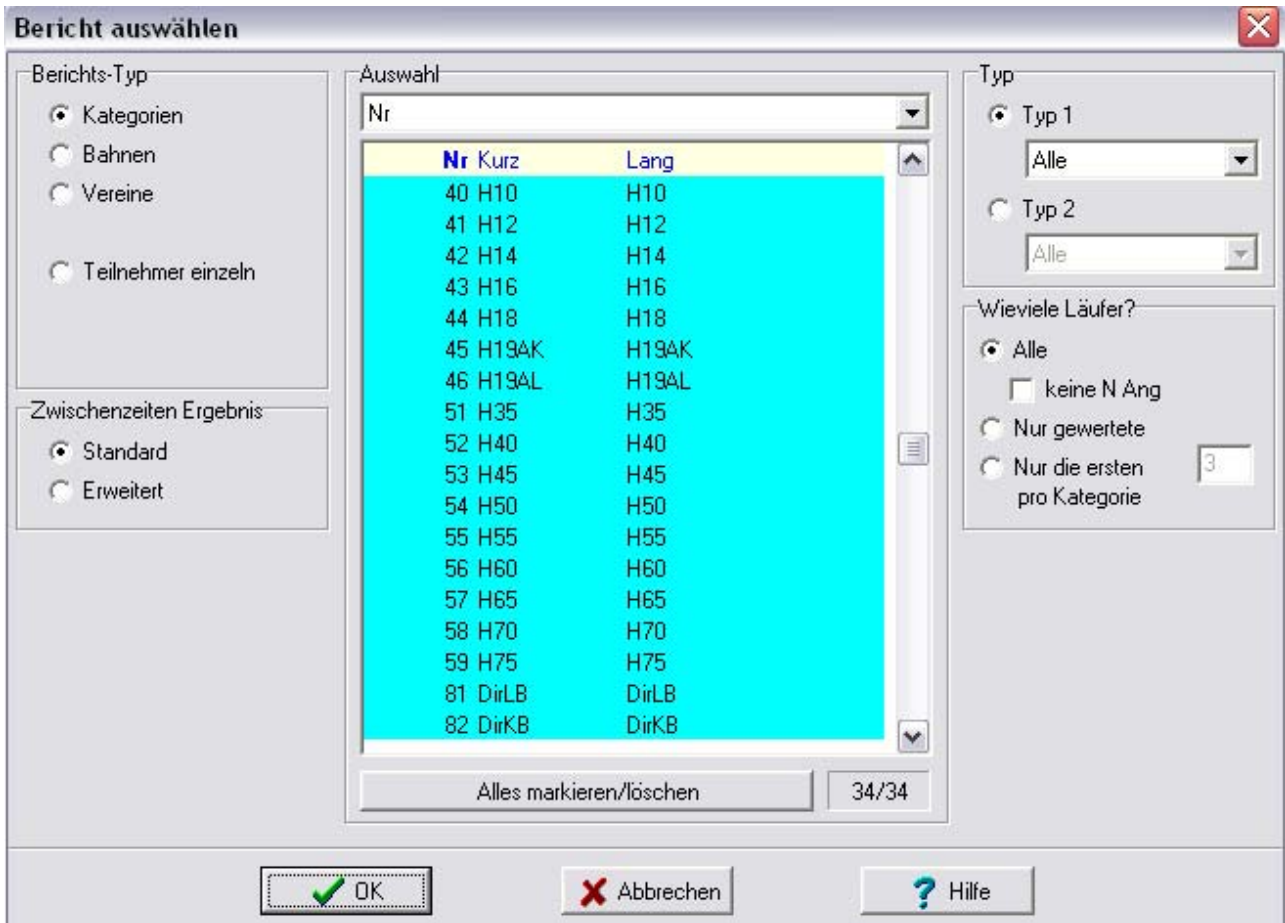 Bericht auswählen
Berichts-Typ
Kategorien
Bahnen
Vereine
Teilnehmer einzeln
Zwischenzeiten Ergebnis
Standard
Erweitert
Auswahl
Nr
Nr Kurz Lang
40 H10 H10
41 H12 H12
42 H14 H14
43 H16 H16
44 H18 H18
45 H19AK H19AK
46 H19AL H19AL
51 H35 H35
52 H40 H40
53 H45 H45
54 H50 H50
55 H55 H55
56 H60 H60
57 H65 H65
58 H70 H70
59 H75 H75
81 DirLB DirLB
82 DirKB DirKB
Alles markieren/löschen 34/34
Typ
Typ 1
Alle
Typ 2
Alle
Wieviele Läufer?
Alle
keine N Ang
Nur gewertete
Nur die ersten 3
pro Kategorie
OK Abbrechen ? Hilfe